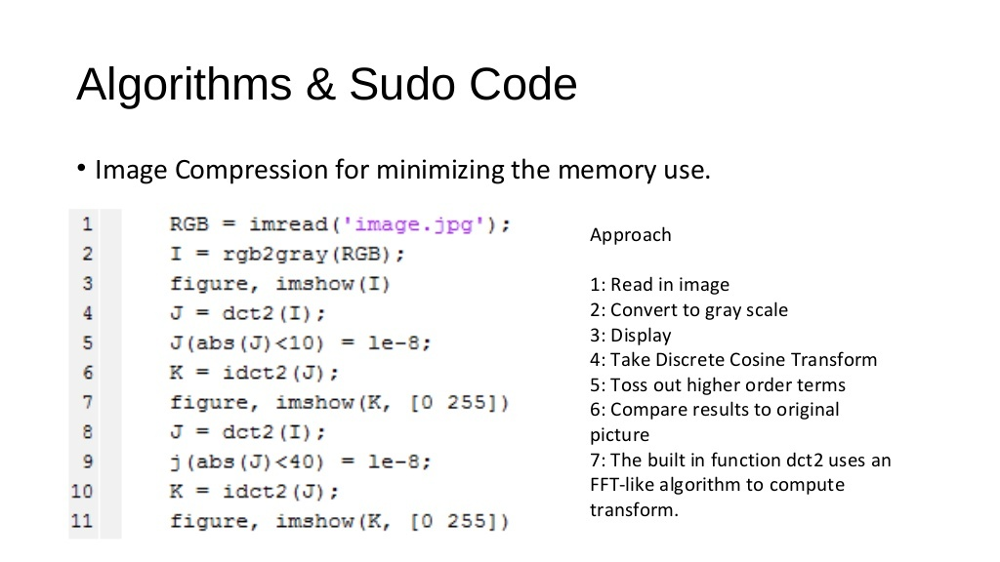 Algorithms & Sudo Code
• Image Compression for minimizing the memory use.
1 RGB = imread('image.jpg');
2 I = rgb2gray(RGB);
3 figure, imshow(I)
4 J = dct2(I);
5 J(abs(J)<10) = 1e-8;
6 K = idct2(J);
7 figure, imshow(K, [0 255])
8 J = dct2(I);
9 j(abs(J)<40) = 1e-8;
10 K = idct2(J);
11 figure, imshow(K, [0 255])
Approach
1: Read in image
2: Convert to gray scale
3: Display
4: Take Discrete Cosine Transform
5: Toss out higher order terms
6: Compare results to original
picture
7: The built in function dct2 uses an
FFT-like algorithm to compute
transform.